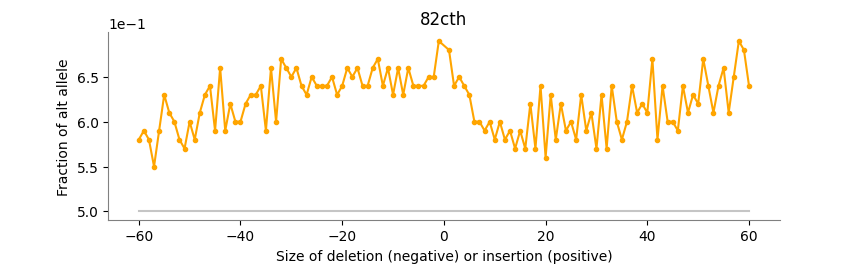 82cth
1e−1
Fraction of alt allele
6.5
6.0
5.5
5.0
−60 −40 −20 0 20 40 60
Size of deletion (negative) or insertion (positive)